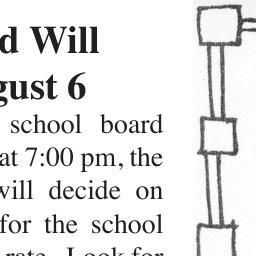 d Will
gust 6
school board
at 7:00 pm, the
will decide on
for the school
rate. Look for